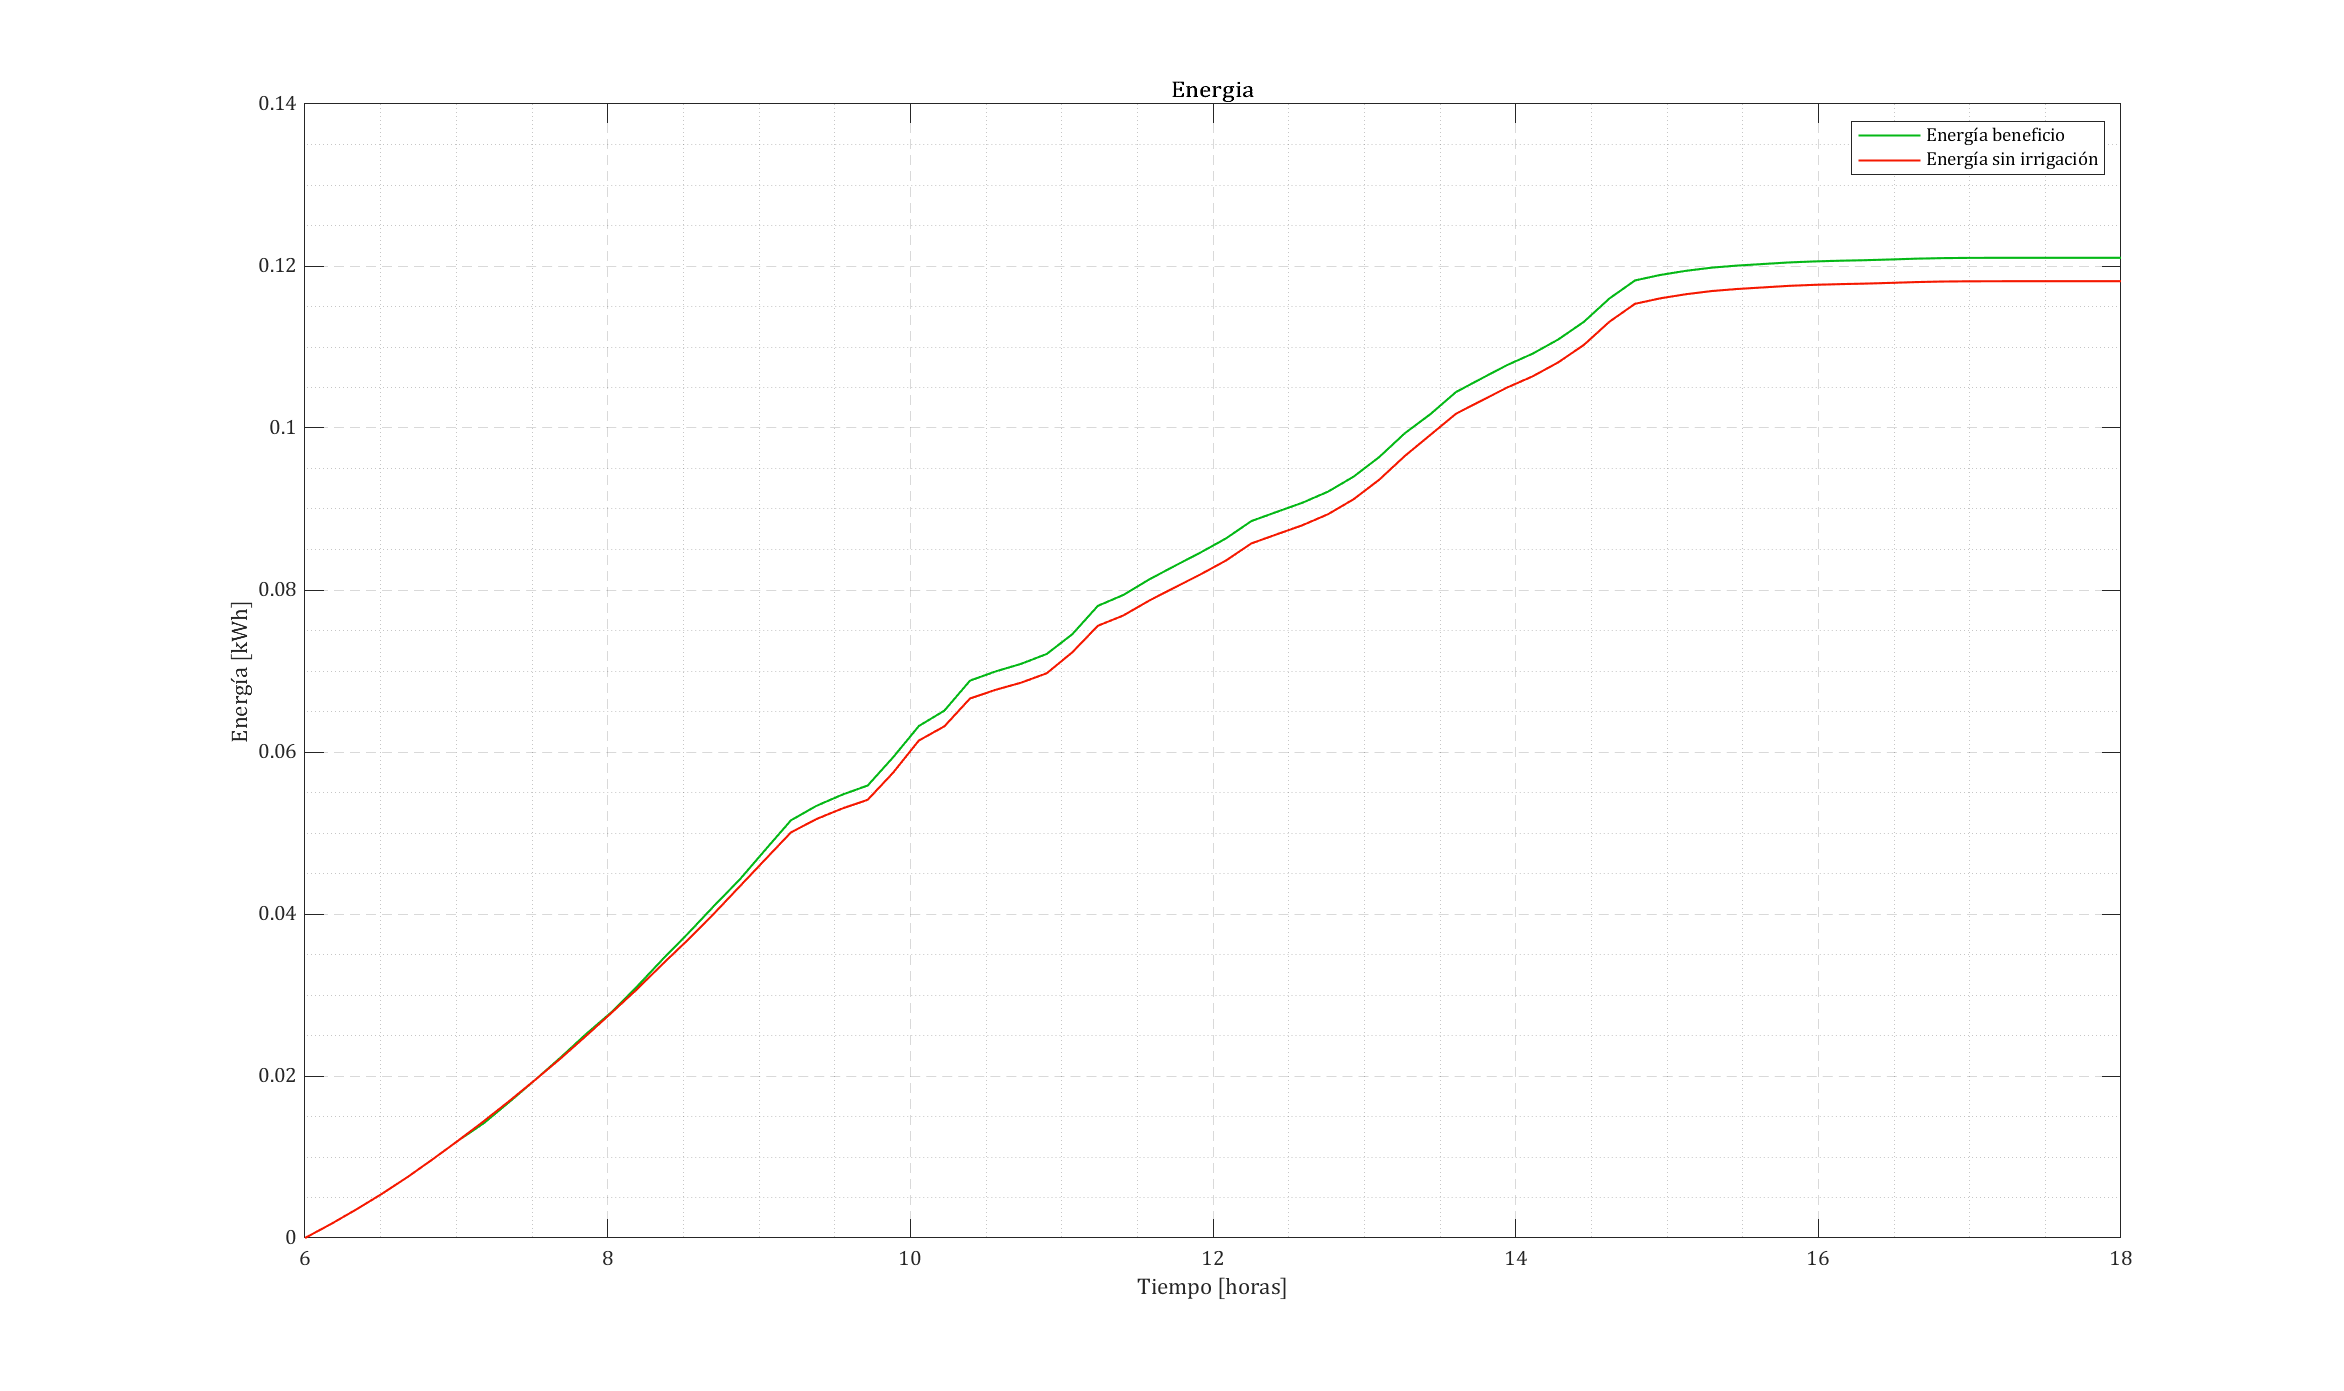 Energia
0.14
0.12
0.1
0.08
0.06
0.04
0.02
0
6 8 10 12 14 16 18
Tiempo [horas]
Energía [kWh]
Energía beneficio
Energía sin irrigación